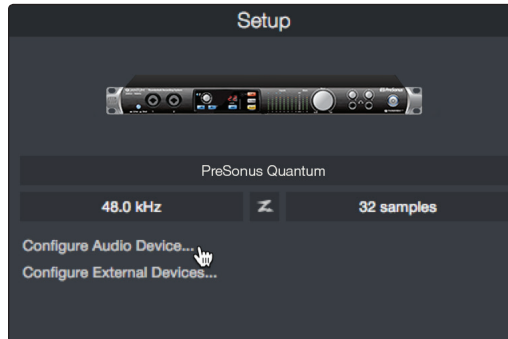 Setup
PreSonus Quantum
48.0 kHz
32 samples
Configure Audio Device...
Configure External Devices...